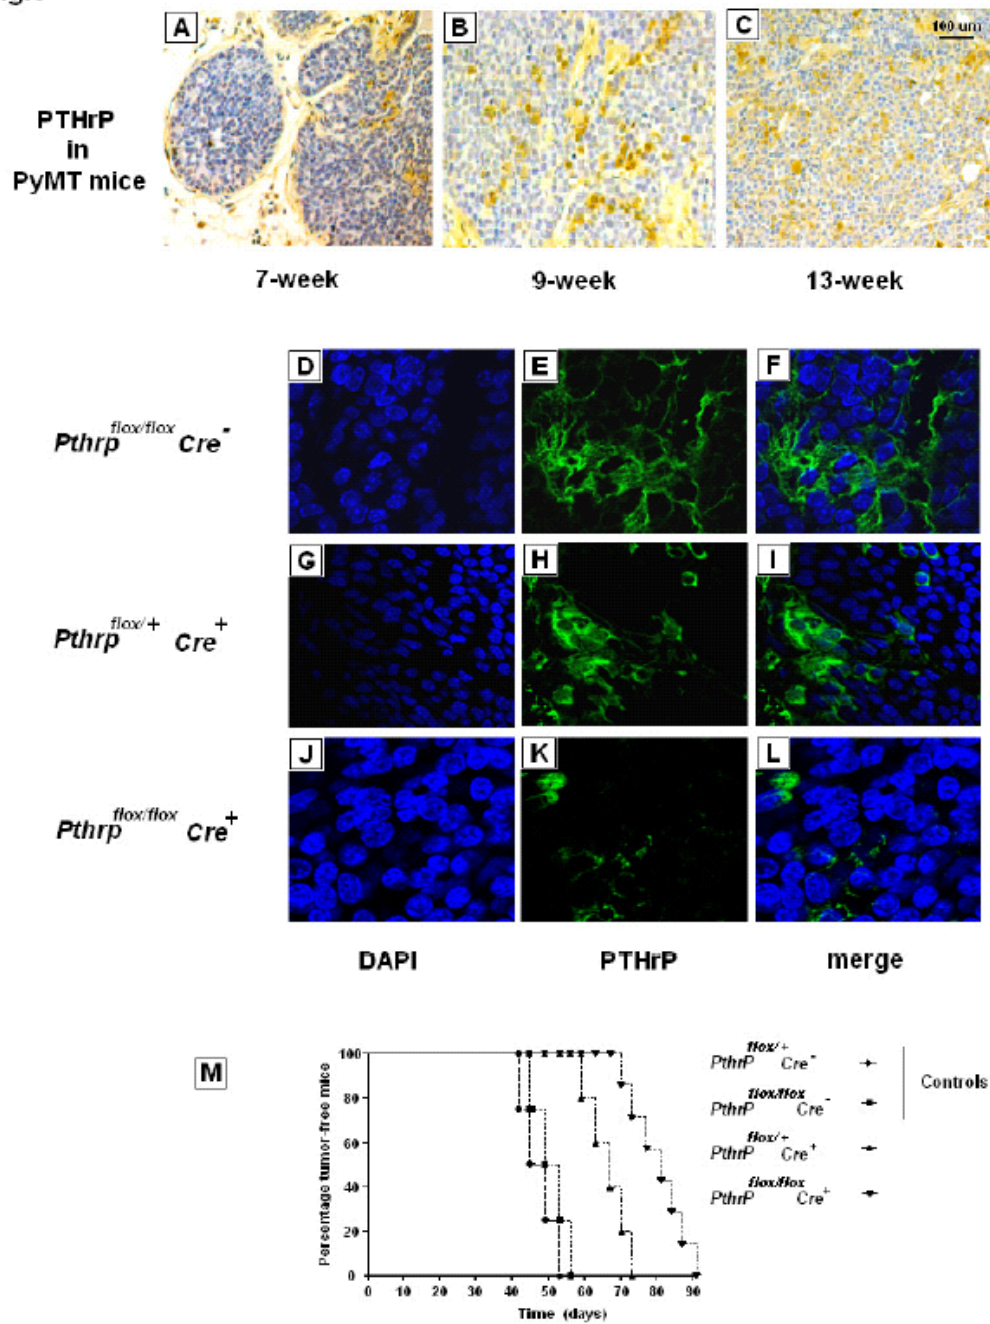 A B C 100 um
PTHrP
in
PyMT mice
7-week 9-week 13-week
D E F
Pthrp flox/flox Cre -
G H I
Pthrp flox/+ Cre +
J K L
Pthrp flox/flox Cre +
DAPI PTHrP merge
M
Percentage tumor-free mice
100
80
60
40
20
0
0 10 20 30 40 50 60 70 80 90
Time (days)
PthrP flox/+ Cre -
PthrP flox/flox Cre -
Controls
PthrP flox/+ Cre +
PthrP flox/flox Cre +